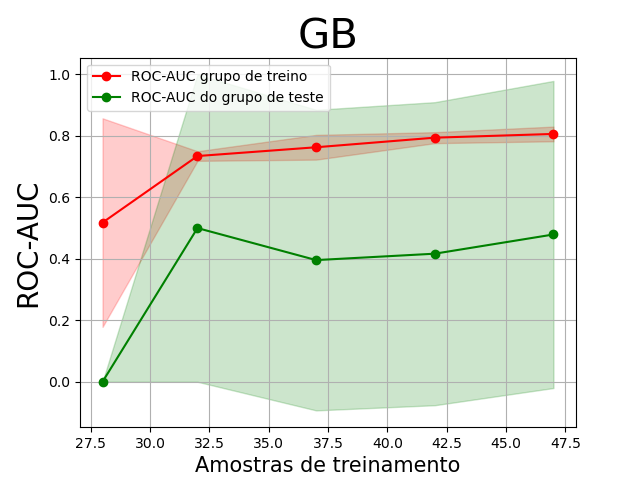 GB
ROC-AUC grupo de treino
ROC-AUC do grupo de teste
ROC-AUC
1.0
0.8
0.6
0.4
0.2
0.0
27.5 30.0 32.5 35.0 37.5 40.0 42.5 45.0 47.5
Amostras de treinamento